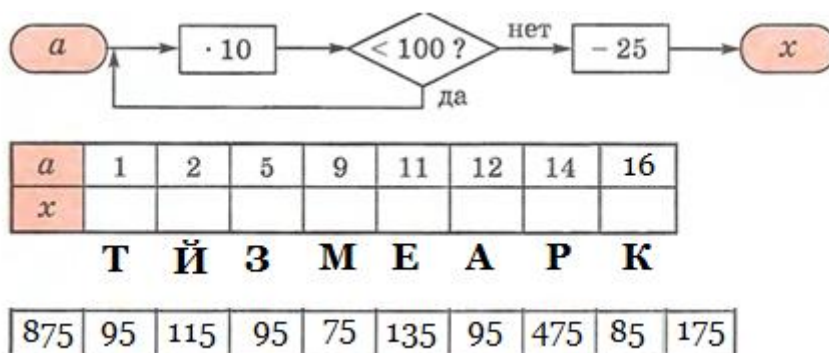 a · 10 < 100 ? нет − 25 x
да
a 1 2 5 9 11 12 14 16
x
Т Й З М Е А Р К
875 95 115 95 75 135 95 475 85 175